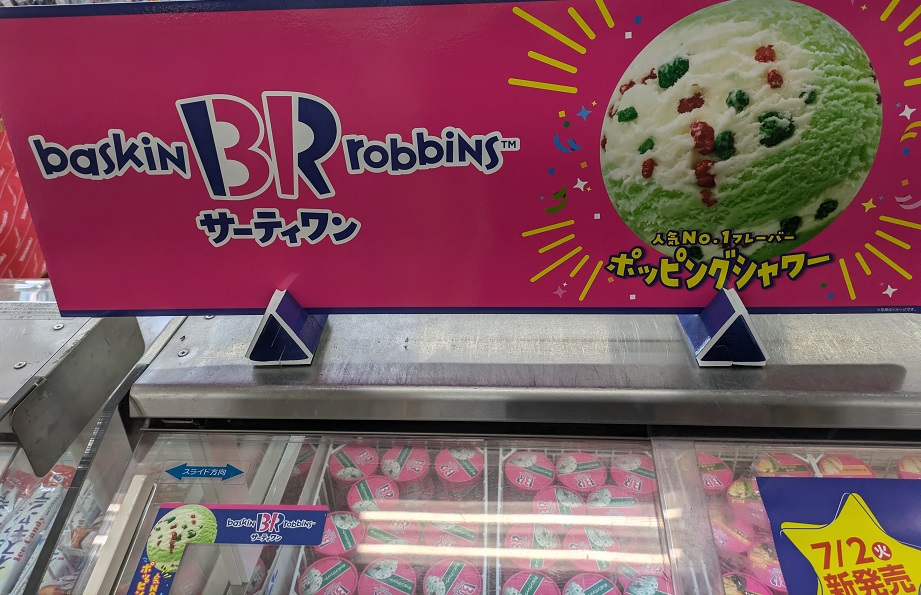 baskin BR robbins™
サーティワン
人気No.1フレーバー
ポッピングシャワー
スライド方向
baskin BR robbins
サーティワン
7/2火
新発売